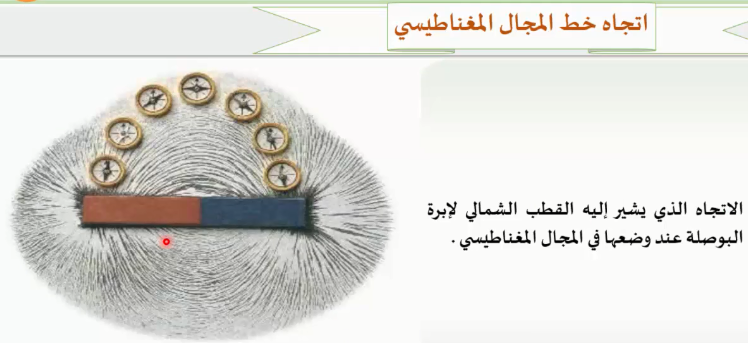 اتجاه خط المجال المغناطيسي
الاتجاه الذي يشير إليه القطب الشمالي لإبرة
البوصلة عند وضعها في المجال المغناطيسي .